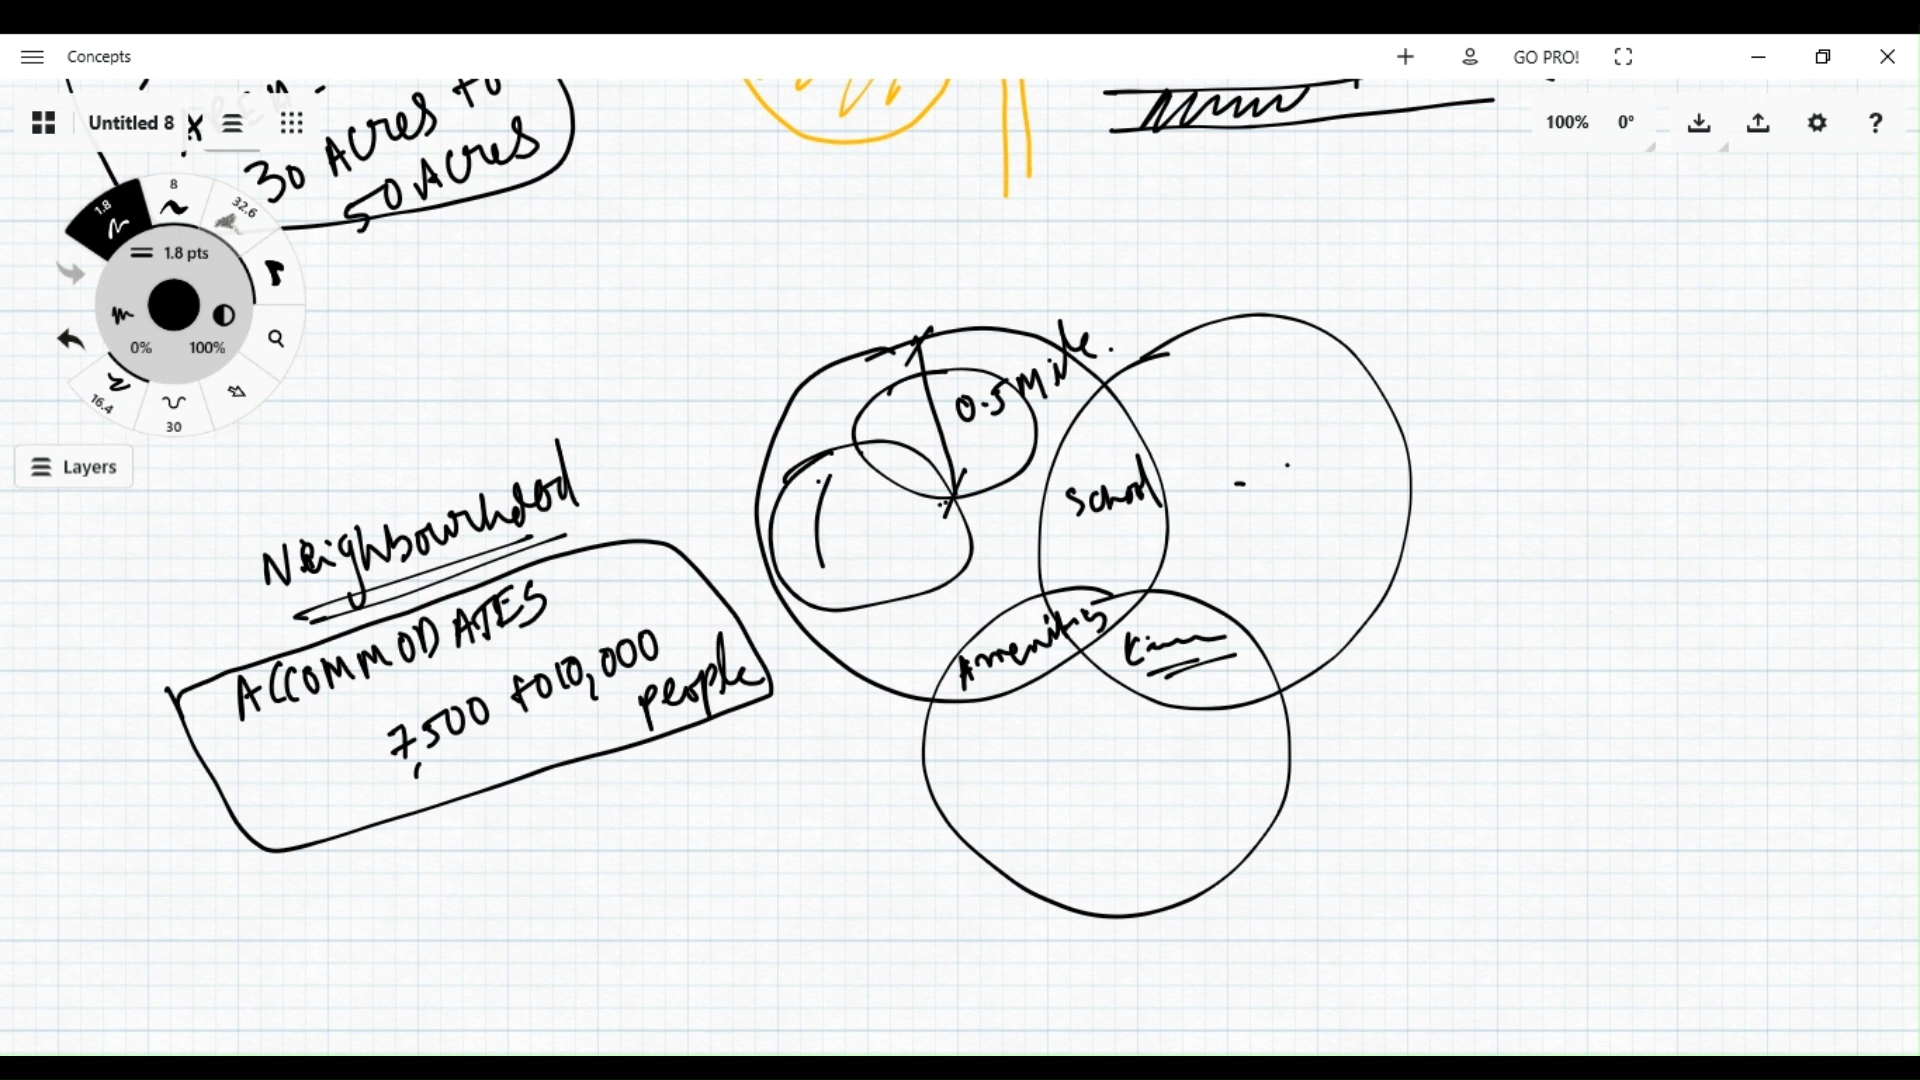 Concepts
GO PRO!
Untitled 8
100%
0°
?
30 Acres to
50 Acres
8
1.8
32.6
1.8 pts
0%
100%
16.4
30
Layers
0.5 Mile.
School
Neighbourhood
ACCOMMODATES
7,500 to 10,000
people
Amenitis